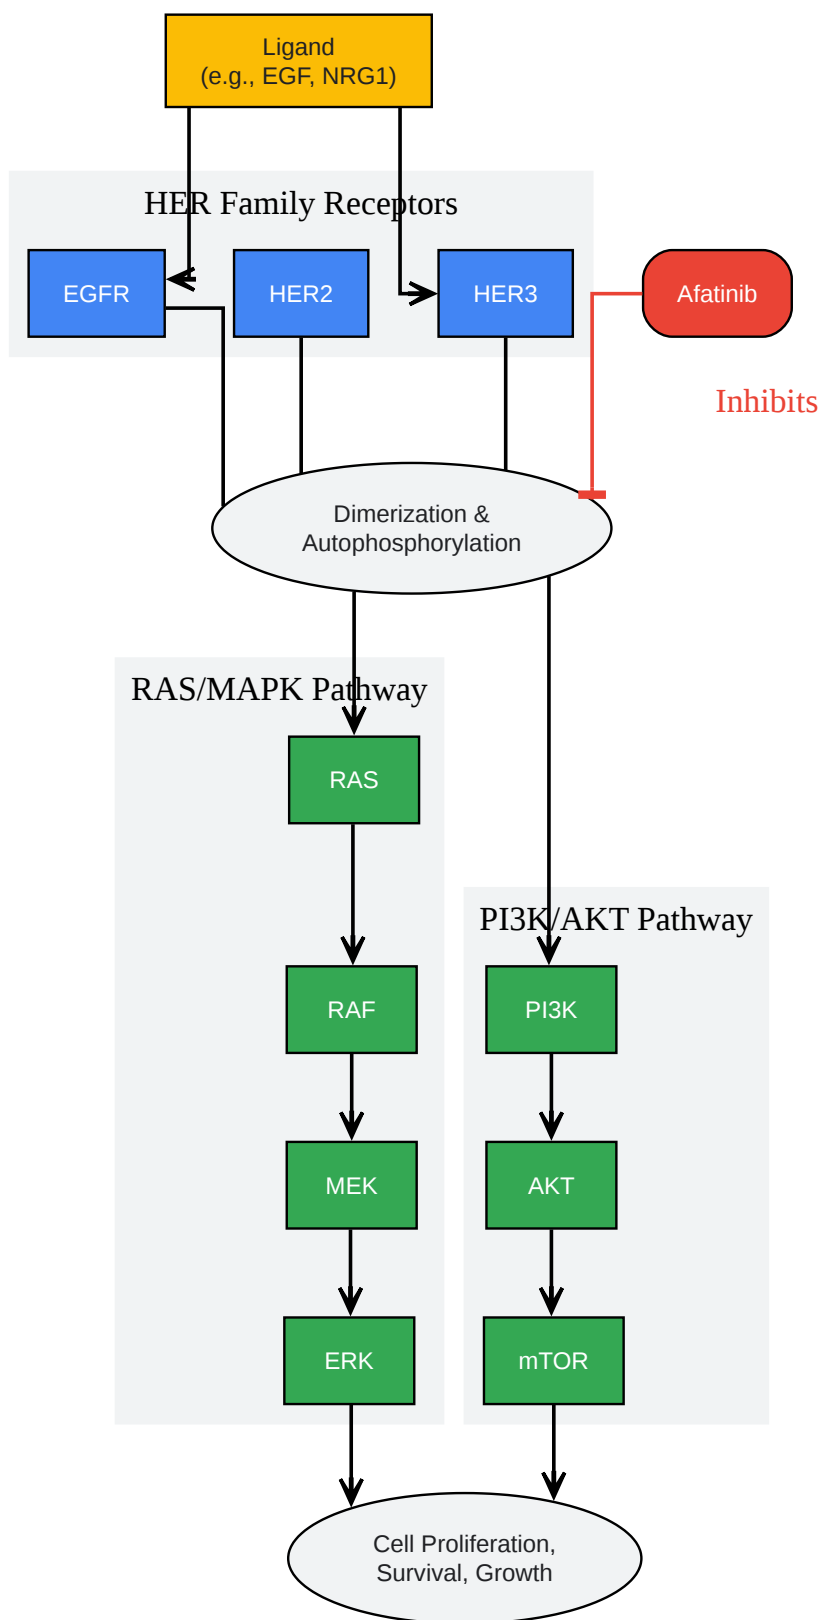 Ligand
(e.g., EGF, NRG1)
HER Family Receptors
EGFR
HER2
HER3
Afatinib
Inhibits
Dimerization &
Autophosphorylation
RAS/MAPK Pathway
RAS
PI3K/AKT Pathway
RAF
PI3K
MEK
AKT
ERK
mTOR
Cell Proliferation,
Survival, Growth